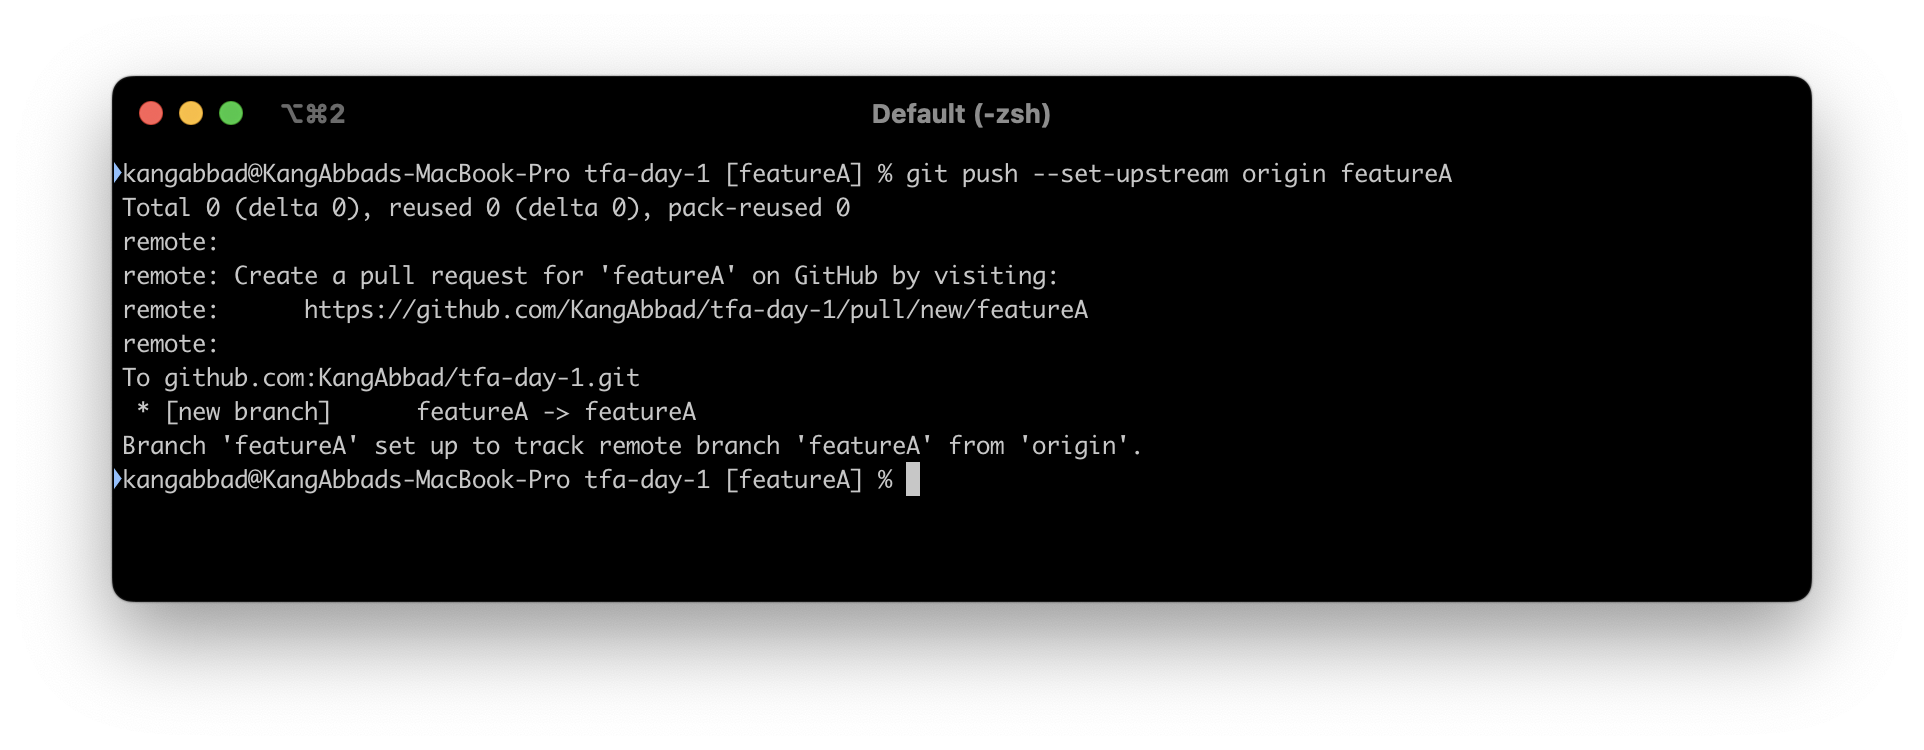 ⌥⌘2
Default (-zsh)
kangabbad@KangAbbads-MacBook-Pro tfa-day-1 [featureA] % git push --set-upstream origin featureA
Total 0 (delta 0), reused 0 (delta 0), pack-reused 0
remote:
remote: Create a pull request for 'featureA' on GitHub by visiting:
remote:      https://github.com/KangAbbad/tfa-day-1/pull/new/featureA
remote:
To github.com:KangAbbad/tfa-day-1.git
 * [new branch]      featureA -> featureA
Branch 'featureA' set up to track remote branch 'featureA' from 'origin'.
kangabbad@KangAbbads-MacBook-Pro tfa-day-1 [featureA] %